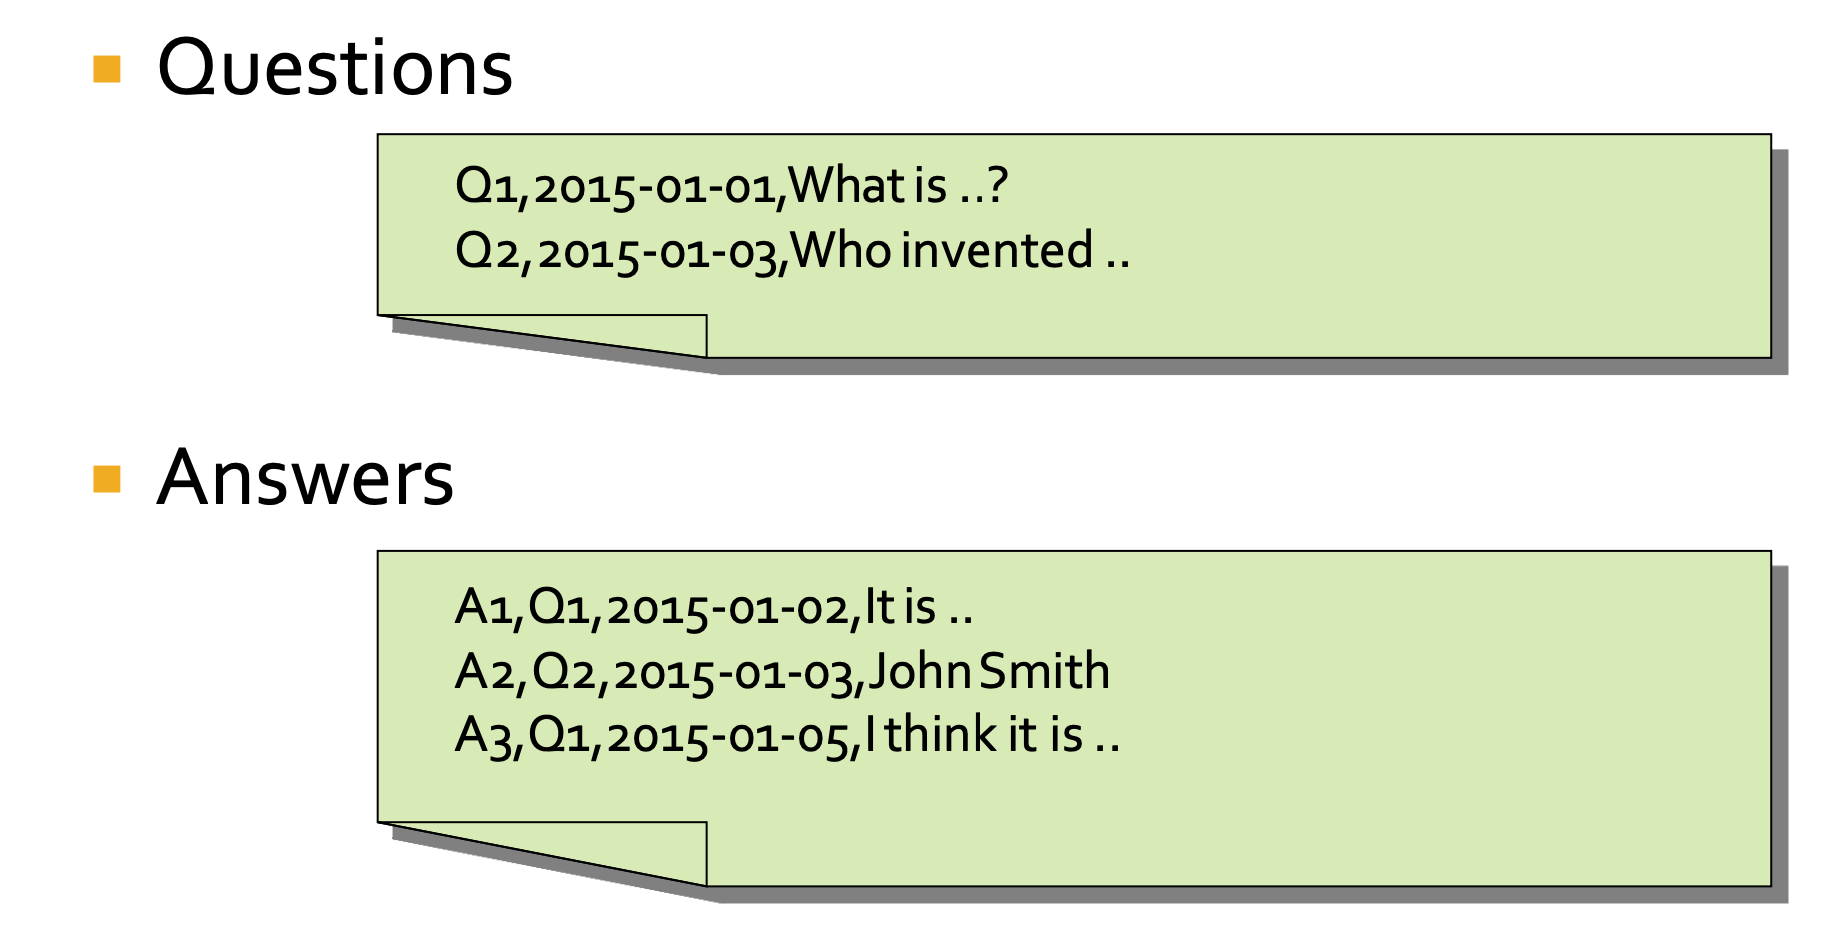 Questions
Q1,2015-01-01,What is ..?
Q2,2015-01-03,Who invented ..
Answers
A1,Q1,2015-01-02,It is ..
A2,Q2,2015-01-03,John Smith
A3,Q1,2015-01-05,I think it is ..